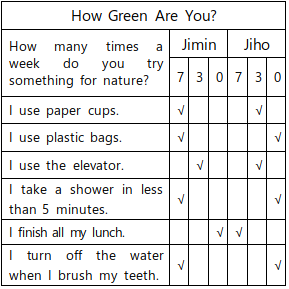 How Green Are You?
How many times a Jimin Jiho
week do you try
something for nature? 7 3 0 7 3 0
I use paper cups. √ √
I use plastic bags. √ √
I use the elevator. √ √
I take a shower in less
than 5 minutes. √ √
I finish all my lunch. √ √
I turn off the water
when I brush my teeth. √ √